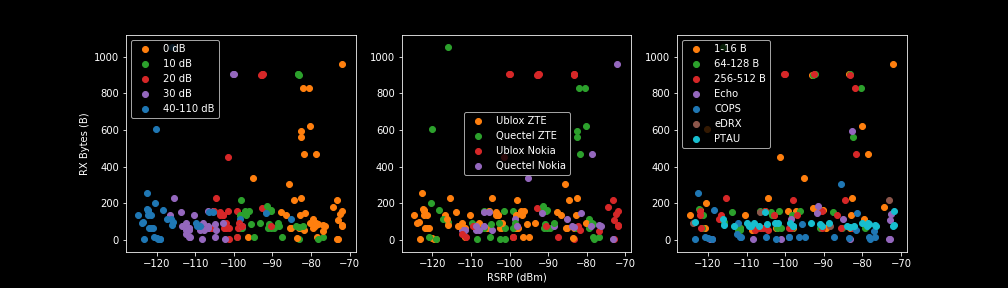 RX Bytes (B)
1000
800
600
400
200
0
−120
−110
−100
−90
−80
−70
0 dB
10 dB
20 dB
30 dB
40-110 dB
1000
800
600
400
200
0
−120
−110
−100
−90
−80
−70
Ublox ZTE
Quectel ZTE
Ublox Nokia
Quectel Nokia
RSRP (dBm)
1000
800
600
400
200
0
−120
−110
−100
−90
−80
−70
1-16 B
64-128 B
256-512 B
Echo
COPS
eDRX
PTAU